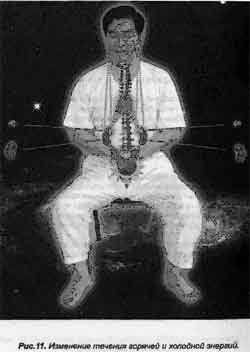 Рис.11. Изменение течения горячей и холодной энергий.